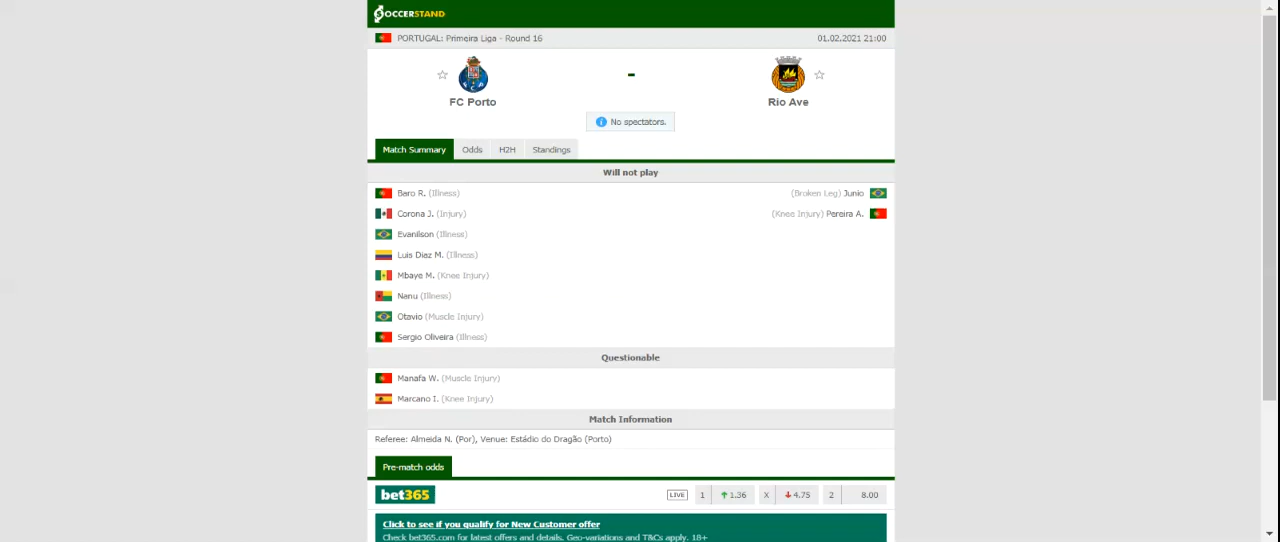 SOCCERSTAND
PORTUGAL: Primeira Liga - Round 16 01.02.2021 21:00
-
FC Porto Rio Ave
No spectators.
Match Summary Odds H2H Standings
Will not play
Baro R. (Illness) (Broken Leg) Junio
Corona J. (Injury) (Knee Injury) Pereira A.
Evanilson (Illness)
Luis Diaz M. (Illness)
Mbaye M. (Knee Injury)
Nanu (Illness)
Otavio (Muscle Injury)
Sergio Oliveira (Illness)
Questionable
Manafa W. (Muscle Injury)
Marcano I. (Knee Injury)
Match Information
Referee: Almeida N. (Por), Venue: Estádio do Dragão (Porto)
Pre-match odds
bet365 LIVE 1 1.36 X 4.75 2 8.00
Click to see if you qualify for New Customer offer
Check bet365.com for latest offers and details. Geo-variations and T&Cs apply. 18+